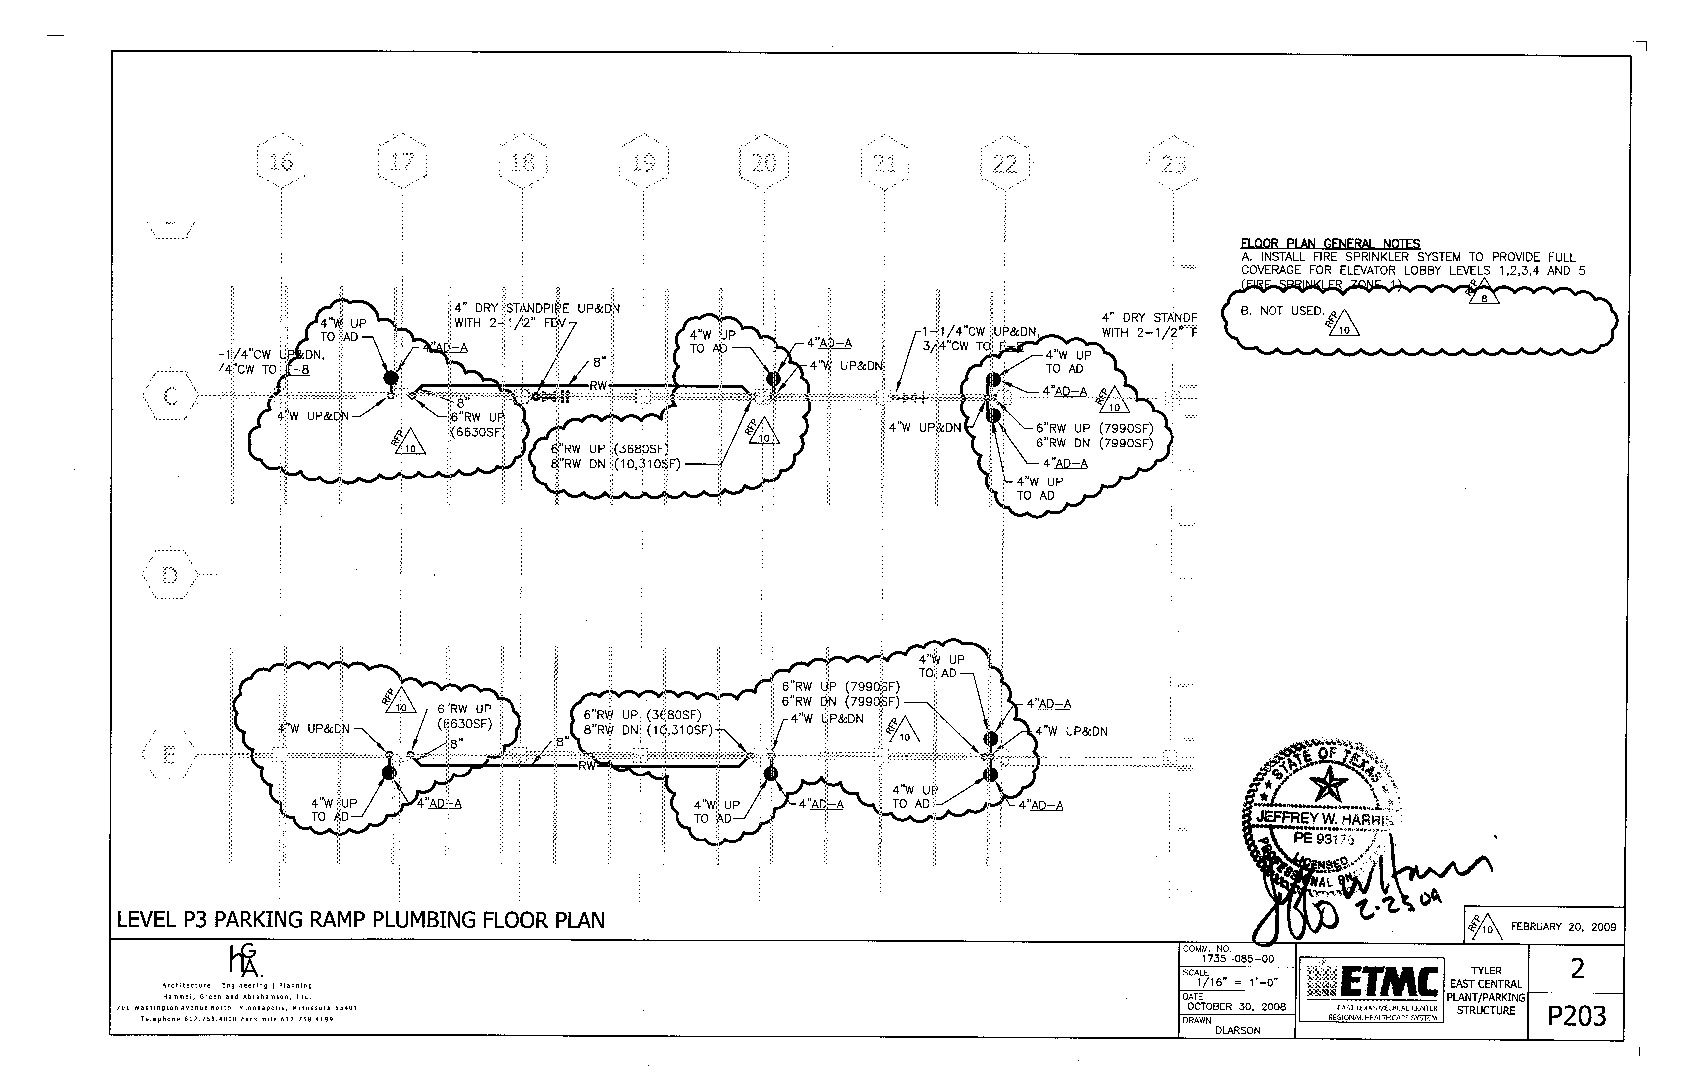 16 17 18 19 20 21 22 23
FLOOR PLAN GENERAL NOTES
A. INSTALL FIRE SPRINKLER SYSTEM TO PROVIDE FULL
COVERAGE FOR ELEVATOR LOBBY LEVELS 1,2,3,4 AND 5
(FIRE SPRINKLER ZONE 1)
RFP 8
B. NOT USED.
RFP 10
4"W UP
TO AD
4"AD-A
-1/4"CW UP&DN,
/4"CW TO F-8
4" DRY STANDPIPE UP&DN
WITH 2-1/2" FDV
8"
RW
C
4"W UP&DN
8"
6"RW UP
(6630SF)
RFP 10
4"W UP
TO AD
4"AD-A
4"W UP&DN
6"RW UP (3680SF)
8"RW DN (10,310SF)
RFP 10
1-1/4"CW UP&DN,
3/4"CW TO
4" DRY STANDF
WITH 2-1/2" F
4"W UP
TO AD
4"AD-A
RFP 10
4"W UP&DN
6"RW UP (7990SF)
6"RW DN (7990SF)
4"AD-A
4"W UP
TO AD
D
RFP 10
6"RW UP
(6630SF)
4"W UP&DN
8"
8"
E
RW
4"W UP
TO AD
4"AD-A
6"RW UP (3680SF)
8"RW DN (10,310SF)
4"W UP
TO AD
6"RW UP (7990SF)
6"RW DN (7990SF)
4"W UP&DN
RFP 10
4"AD-A
4"W UP&DN
4"W UP
TO AD
4"AD-A
4"W UP
TO AD
4"AD-A
STATE OF TEXAS
JEFFREY W. HARRIS
PE 93176
LICENSED
2-25 09
LEVEL P3 PARKING RAMP PLUMBING FLOOR PLAN
RFP 10 FEBRUARY 20, 2009
HGA.
Architecture | Engineering | Planning
Hammel, Green and Abrahamson, Inc.
701 Washington Avenue North Minneapolis, Minnesota 55401
Telephone 612.758.4000 Facsimile 612.758.4199
COMM. NO.
1735-085-00
SCALE
1/16" = 1'-0"
DATE
OCTOBER 30, 2008
DRAWN
DLARSON
ETMC
EAST TEXAS MEDICAL CENTER
REGIONAL HEALTHCARE SYSTEM
TYLER
EAST CENTRAL
PLANT/PARKING
STRUCTURE
2
P203